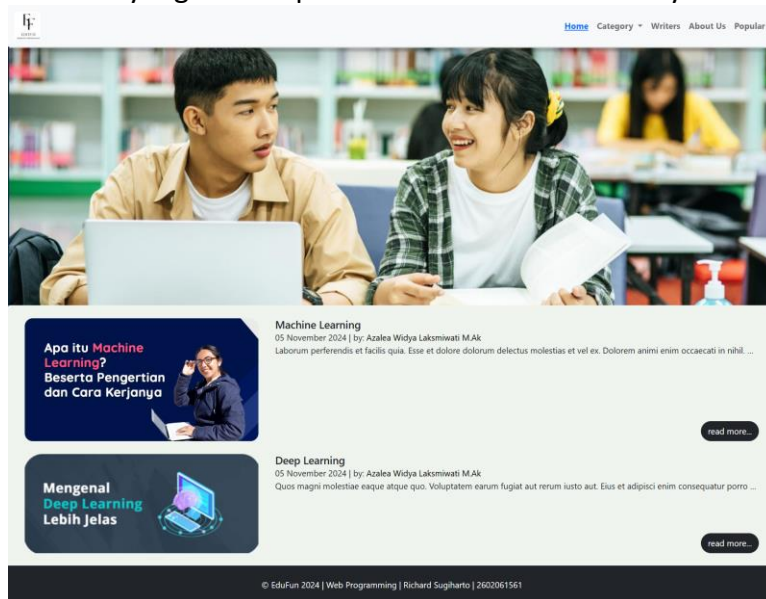 Home Category Writers About Us Popular
Apa itu Machine
Learning?
Beserta Pengertian
dan Cara Kerjanya
Machine Learning
05 November 2024 | by: Azalea Widya Laksmiwati M.Ak
Laborum perferendis et facilis quia. Esse et dolore dolorum delectus molestias et vel ex. Dolorem animi enim occaecati in nihil. ...
read more...
Mengenal
Deep Learning
Lebih Jelas
Deep Learning
05 November 2024 | by: Azalea Widya Laksmiwati M.Ak
Quos magni molestiae eaque atque quo. Voluptatem earum fugiat aut rerum iusto aut. Eius et adipisci enim consequatur porro ...
read more...
© EduFun 2024 | Web Programming | Richard Sugiharto | 2602061561